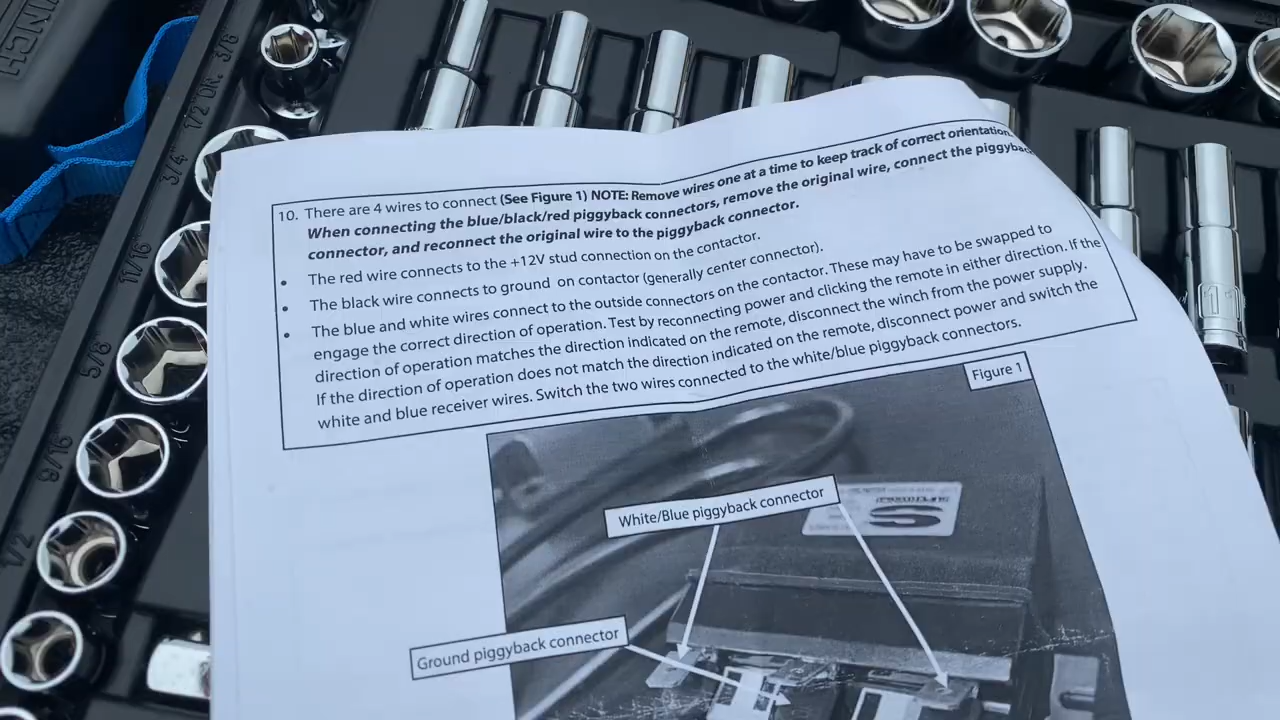 WINCH
1/2"DR. 3/8
3/4"
11/16
5/8
9/16
1/2
11
10. There are 4 wires to connect (See Figure 1) NOTE: Remove wires one at a time to keep track of correct orientation.
When connecting the blue/black/red piggyback connectors, remove the original wire, connect the piggyback
connector, and reconnect the original wire to the piggyback connector.
• The red wire connects to the +12V stud connection on the contactor.
• The black wire connects to ground on contactor (generally center connector).
• The blue and white wires connect to the outside connectors on the contactor. These may have to be swapped to
engage the correct direction of operation. Test by reconnecting power and clicking the remote in either direction. If the
direction of operation matches the direction indicated on the remote, disconnect the winch from the power supply.
If the direction of operation does not match the direction indicated on the remote, disconnect power and switch the
white and blue receiver wires. Switch the two wires connected to the white/blue piggyback connectors.
Figure 1
White/Blue piggyback connector
Ground piggyback connector